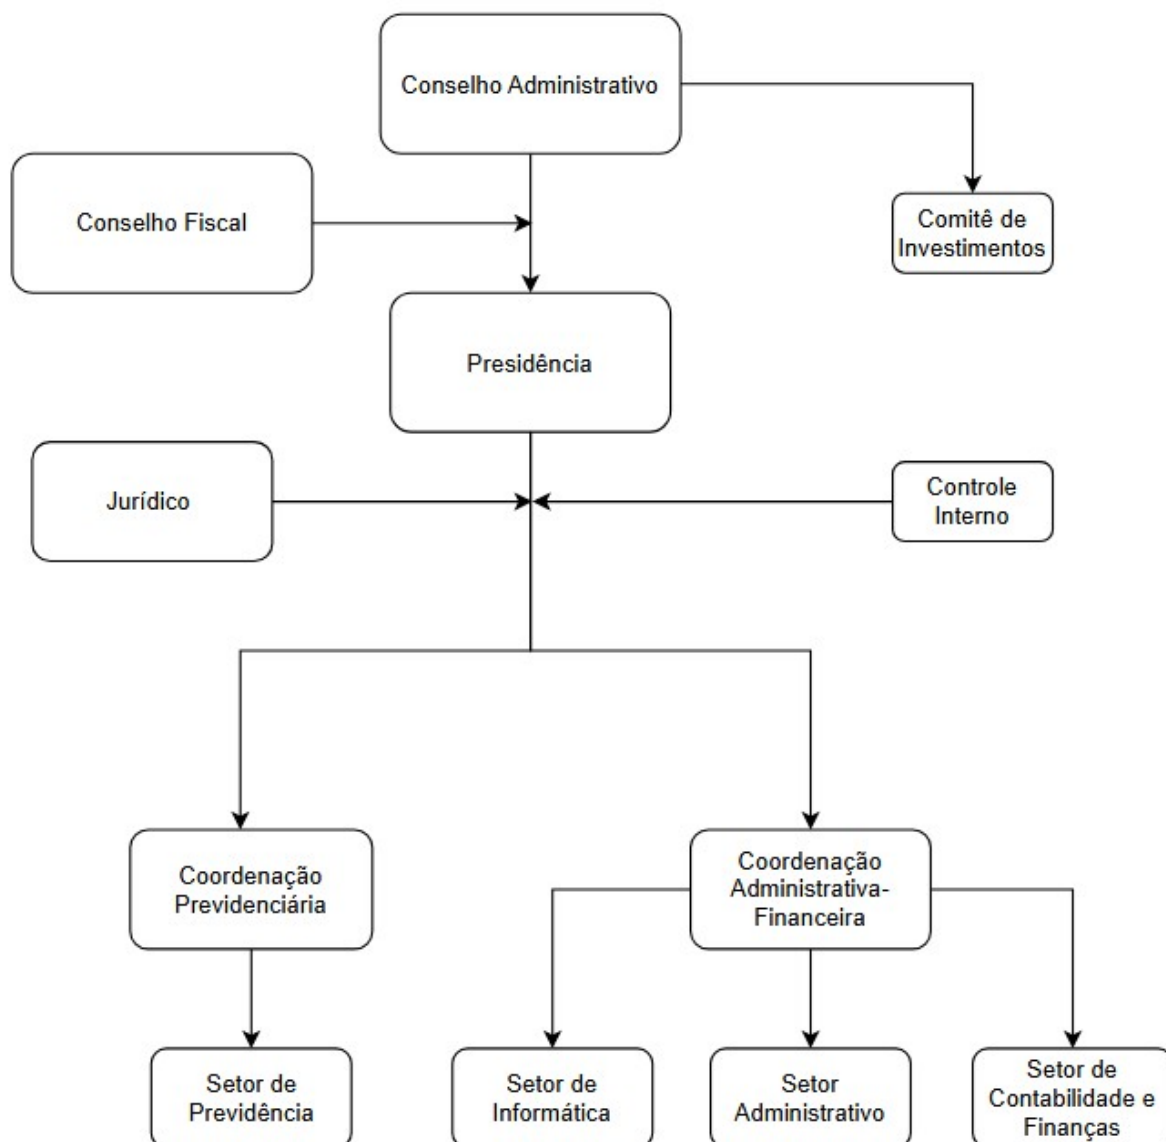 Conselho Administrativo
Conselho Fiscal
Comitê de
Investimentos
Presidência
Jurídico
Controle
Interno
Coordenação
Previdenciária
Coordenação
Administrativa-
Financeira
Setor de
Previdência
Setor de
Informática
Setor
Administrativo
Setor de
Contabilidade e
Finanças